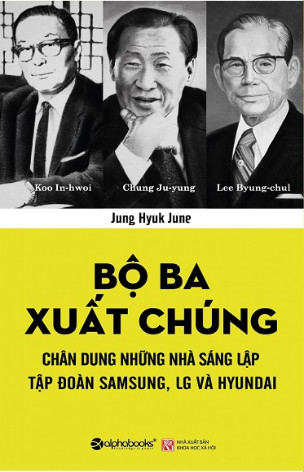 Koo In-hwoi
Chung Ju-yung
Lee Byung-chul
Jung Hyuk June
BỘ BA
XUẤT CHÚNG
CHÂN DUNG NHỮNG NHÀ SÁNG LẬP
TẬP ĐOÀN SAMSUNG, LG VÀ HYUNDAI
alphabooks
NHÀ XUẤT BẢN
KHOA HỌC XÃ HỘI